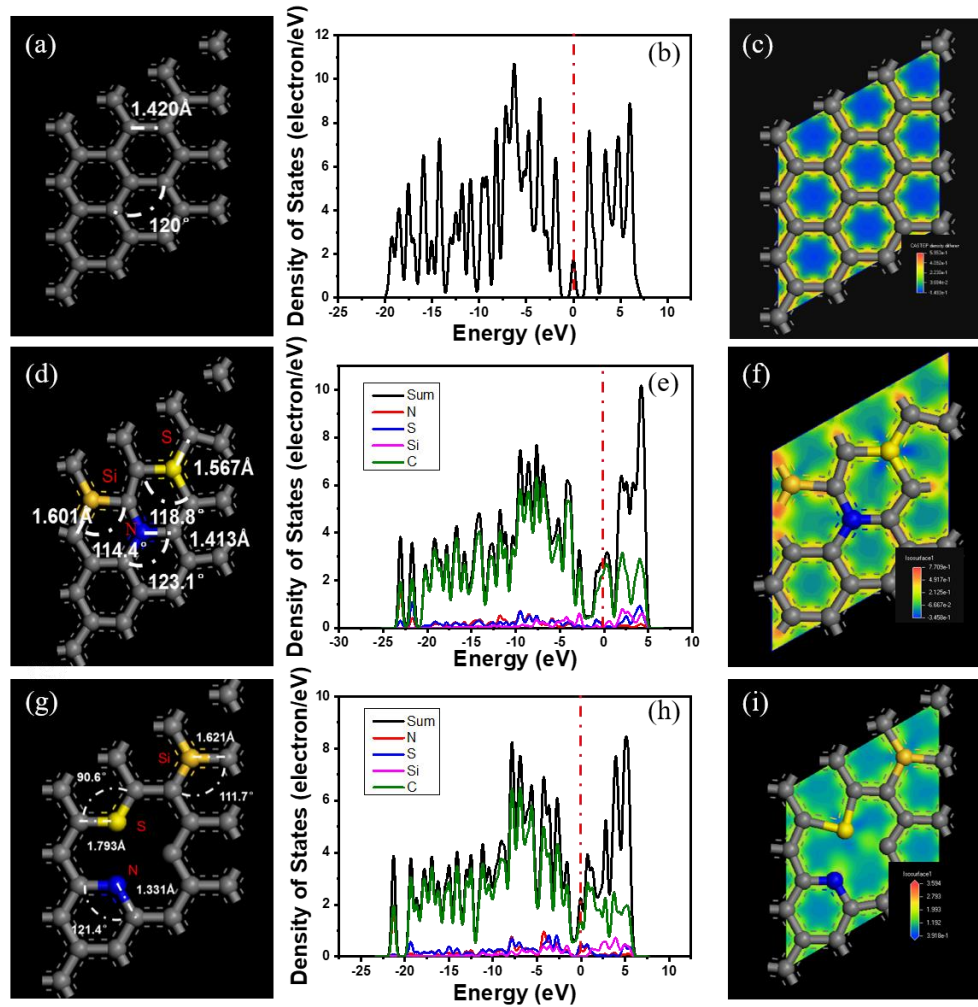 (a)
1.420Å
120°
Density of States (electron/eV)
12
10
8
6
4
2
0
(b)
-25 -20 -15 -10 -5 0 5 10
Energy (eV)
(c)
CASTEP density differen
(d)
S
Si
1.567Å
1.601Å
N
118.8°
114.4°
1.413Å
123.1°
Density of States (electron/eV)
10
8
6
4
2
0
(e)
Sum
N
S
Si
C
-30 -25 -20 -15 -10 -5 0 5 10
Energy (eV)
(f)
Isosurface1
7.709e-1
4.917e-1
2.125e-1
-6.667e-2
-3.458e-1
(g)
Si
1.621Å
90.6°
111.7°
S
1.793Å
N
1.331Å
121.4°
Density of States (electron/eV)
10
8
6
4
2
0
(h)
Sum
N
S
Si
C
-25 -20 -15 -10 -5 0 5 10
Energy (eV)
(i)
Isosurface1
3.594
2.793
1.993
1.192
3.918e-1